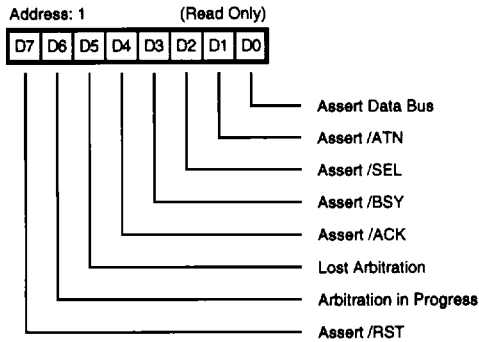 Address: 1 (Read Only)
D7 D6 D5 D4 D3 D2 D1 D0
Assert Data Bus
Assert /ATN
Assert /SEL
Assert /BSY
Assert /ACK
Lost Arbitration
Arbitration in Progress
Assert /RST